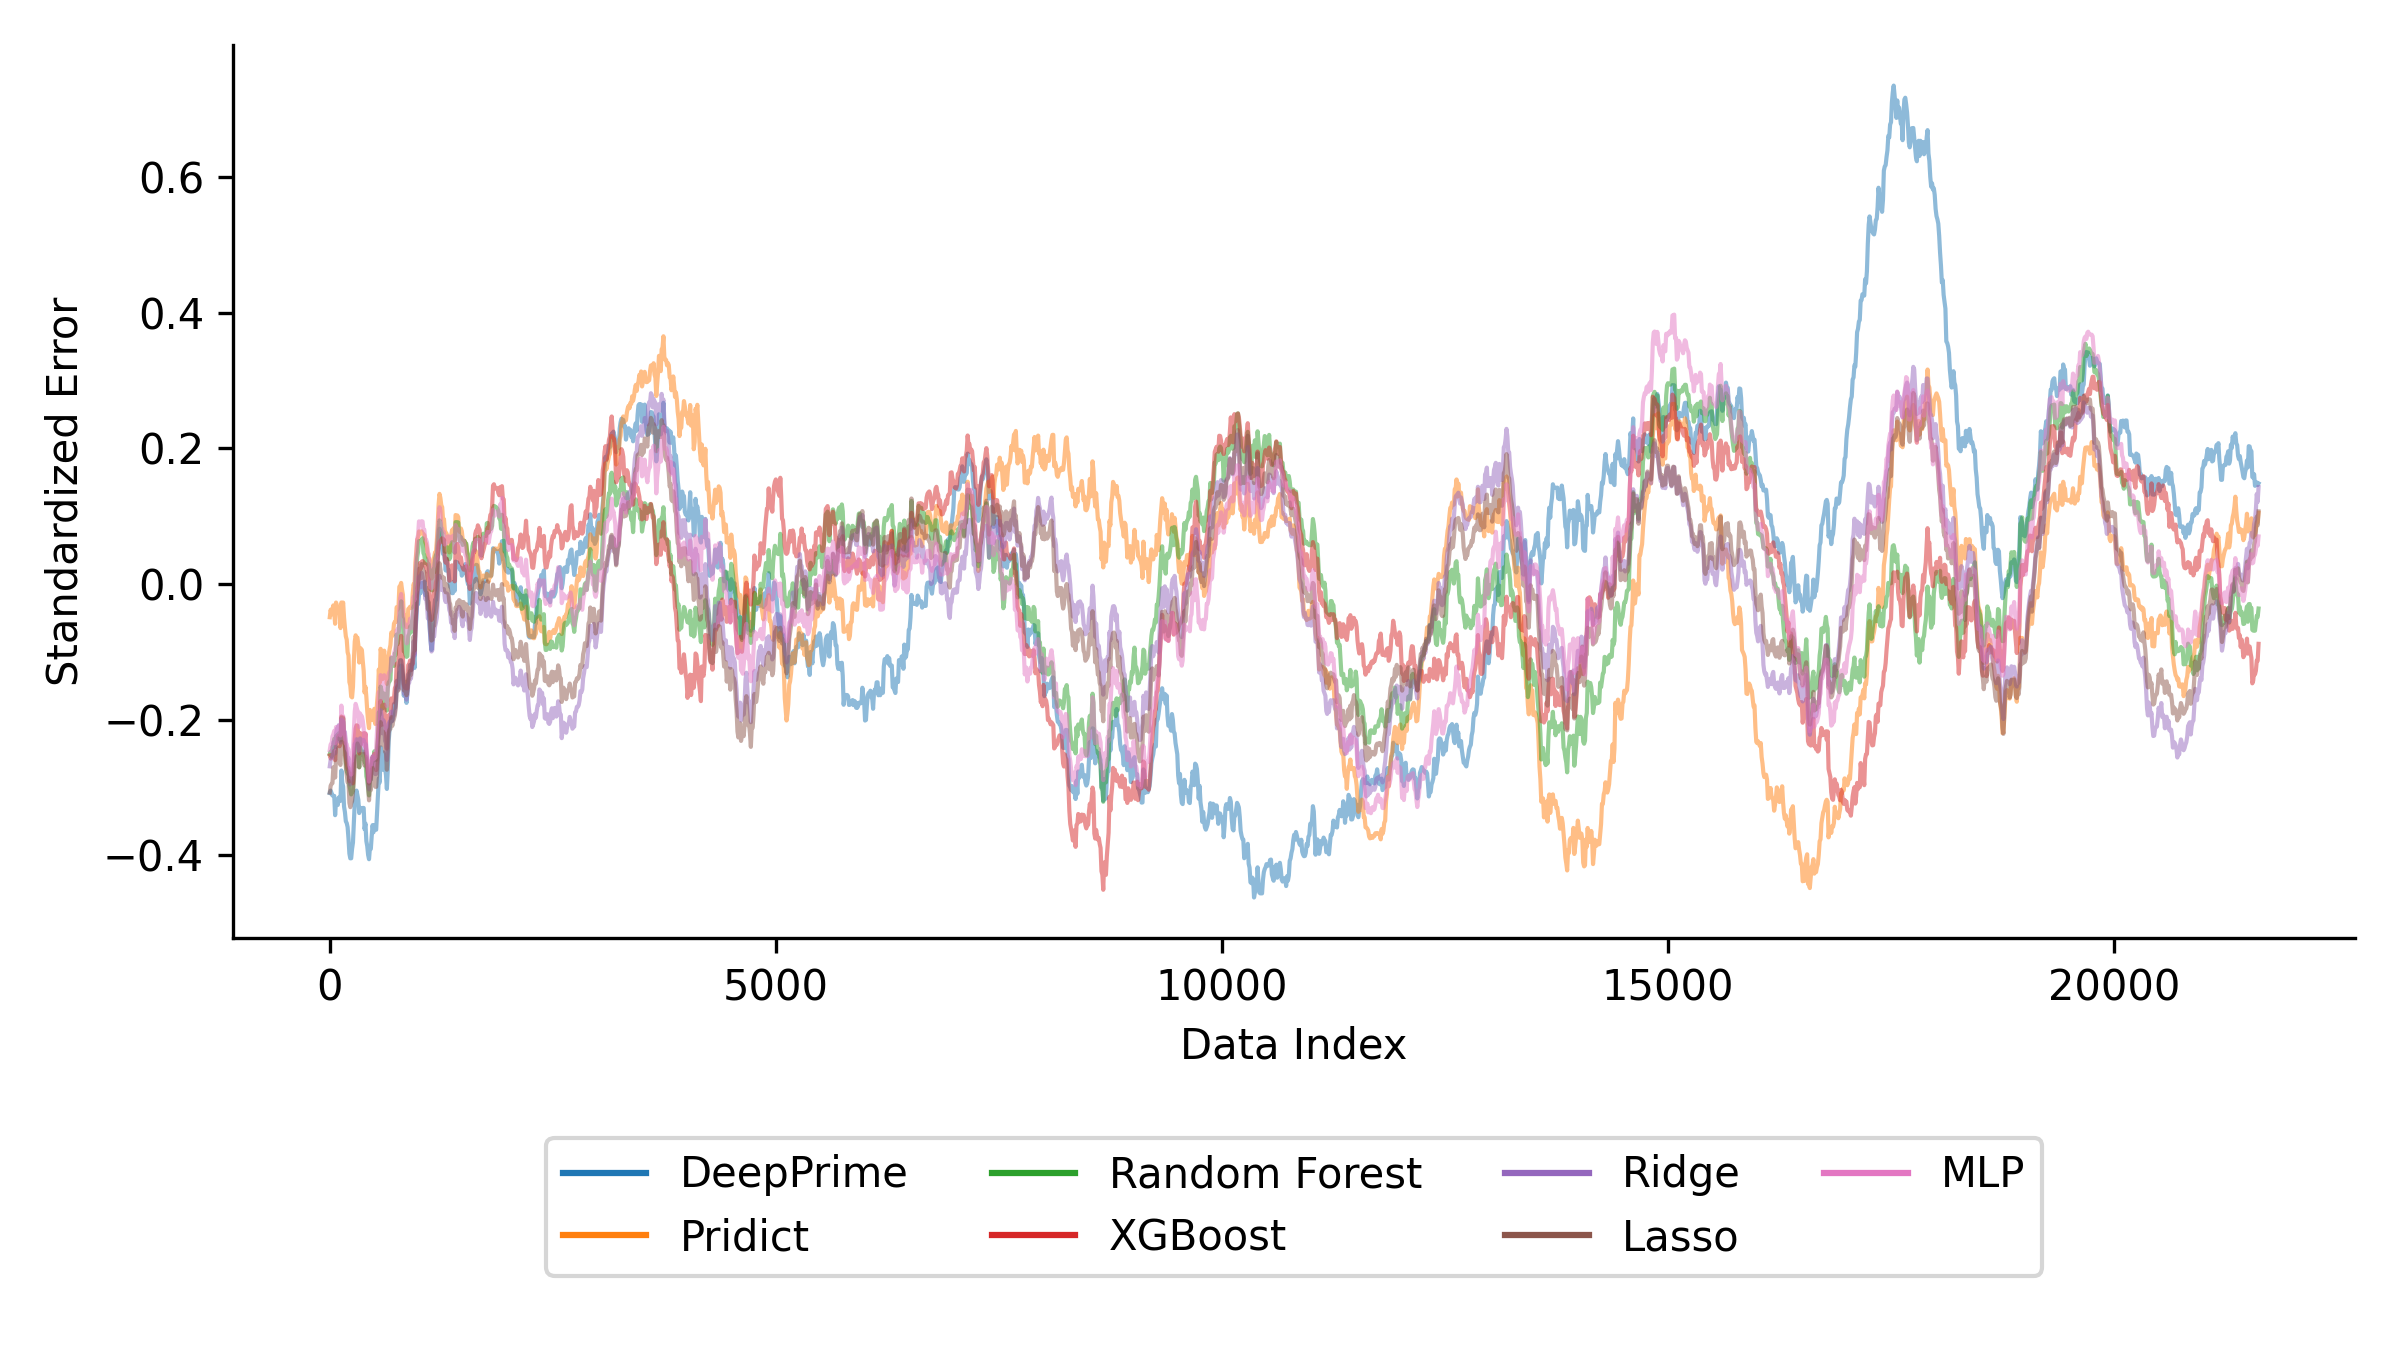 Standardized Error
0.6
0.4
0.2
0.0
−0.2
−0.4
0 5000 10000 15000 20000
Data Index
DeepPrime Random Forest Ridge MLP
Pridict XGBoost Lasso